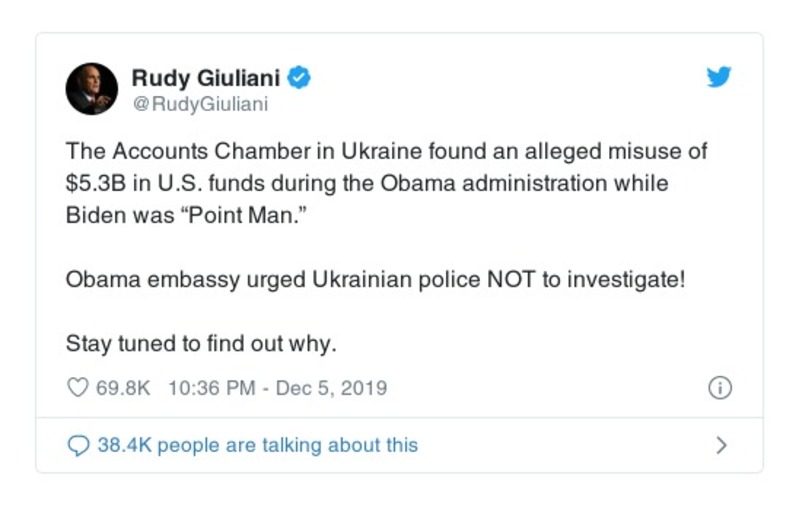 Rudy Giuliani
@RudyGiuliani
The Accounts Chamber in Ukraine found an alleged misuse of
$5.3B in U.S. funds during the Obama administration while
Biden was “Point Man.”
Obama embassy urged Ukrainian police NOT to investigate!
Stay tuned to find out why.
69.8K 10:36 PM - Dec 5, 2019
38.4K people are talking about this